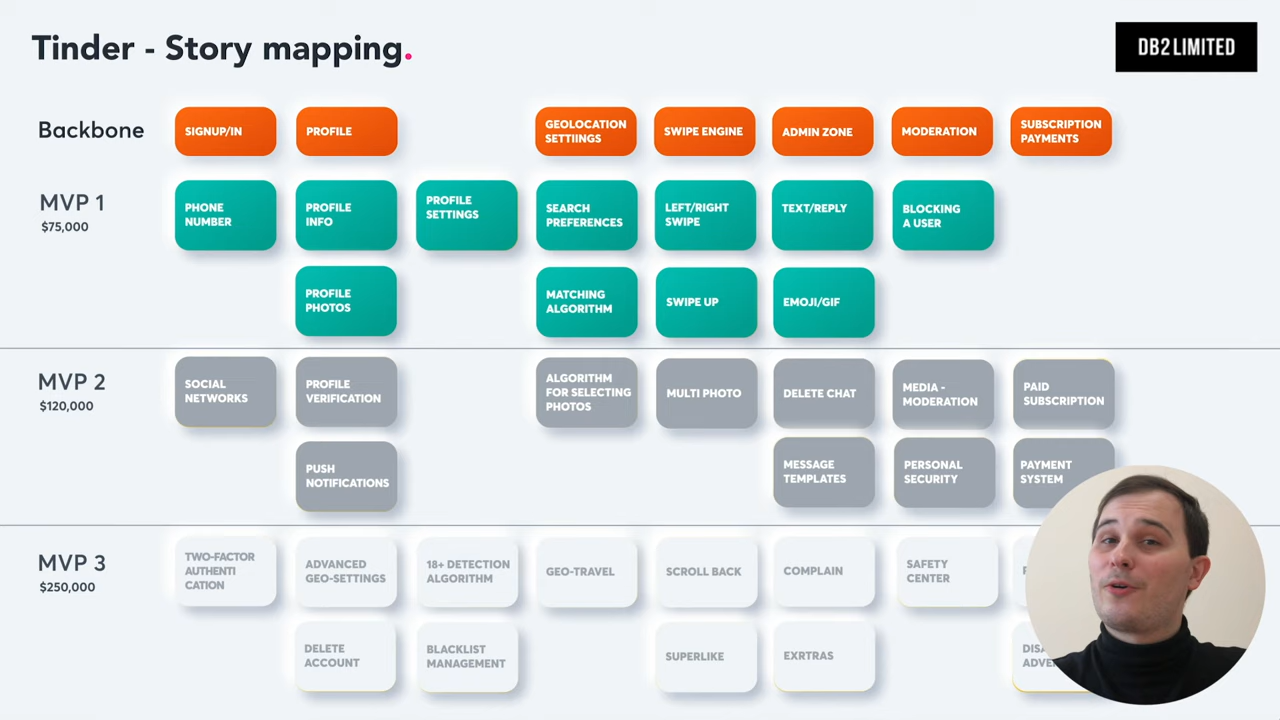 Tinder - Story mapping.
DB2 LIMITED
Backbone
SIGNUP/IN
PROFILE
GEOLOCATION
SETTIINGS
SWIPE ENGINE
ADMIN ZONE
MODERATION
SUBSCRIPTION
PAYMENTS
MVP 1
$75,000
PHONE
NUMBER
PROFILE
INFO
PROFILE
SETTINGS
SEARCH
PREFERENCES
LEFT/RIGHT
SWIPE
TEXT/REPLY
BLOCKING
A USER
PROFILE
PHOTOS
MATCHING
ALGORITHM
SWIPE UP
EMOJI/GIF
MVP 2
$120,000
SOCIAL
NETWORKS
PROFILE
VERIFICATION
ALGORITHM
FOR SELECTING
PHOTOS
MULTI PHOTO
DELETE CHAT
MEDIA -
MODERATION
PAID
SUBSCRIPTION
PUSH
NOTIFICATIONS
MESSAGE
TEMPLATES
PERSONAL
SECURITY
PAYMENT
SYSTEM
MVP 3
$250,000
TWO-FACTOR
AUTHENTI
CATION
ADVANCED
GEO-SETTINGS
18+ DETECTION
ALGORITHM
GEO-TRAVEL
SCROLL BACK
COMPLAIN
SAFETY
CENTER
DELETE
ACCOUNT
BLACKLIST
MANAGEMENT
SUPERLIKE
EXRTRAS